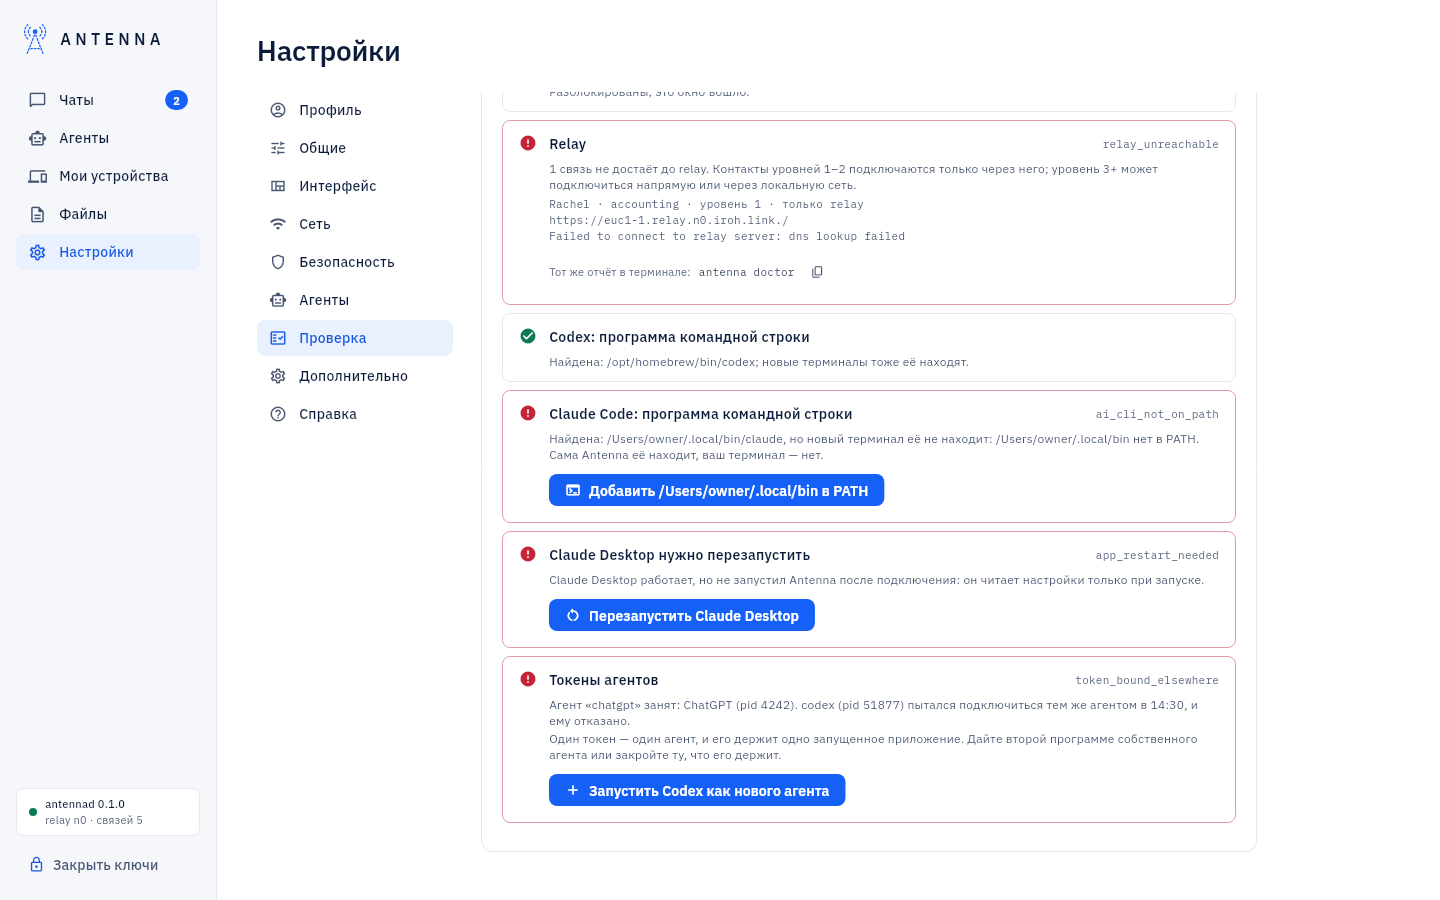 ANTENNA
Чаты
2
Агенты
Мои устройства
Файлы
Настройки
antennad 0.1.0
relay n0 · связей 5
Закрыть ключи
Настройки
Профиль
Общие
Интерфейс
Сеть
Безопасность
Агенты
Проверка
Дополнительно
Справка
это окно вошло.
Relay
relay_unreachable
1 связь не достаёт до relay. Контакты уровней 1–2 подключаются только через него; уровень 3+ может
подключиться напрямую или через локальную сеть.
Rachel · accounting · уровень 1 · только relay
https://euc1-1.relay.n0.iroh.link./
Failed to connect to relay server: dns lookup failed
Тот же отчёт в терминале: antenna doctor
Codex: программа командной строки
Найдена: /opt/homebrew/bin/codex; новые терминалы тоже её находят.
Claude Code: программа командной строки
ai_cli_not_on_path
Найдена: /Users/owner/.local/bin/claude, но новый терминал её не находит: /Users/owner/.local/bin нет в PATH.
Сама Antenna её находит, ваш терминал — нет.
Добавить /Users/owner/.local/bin в PATH
Claude Desktop нужно перезапустить
app_restart_needed
Claude Desktop работает, но не запустил Antenna после подключения: он читает настройки только при запуске.
Перезапустить Claude Desktop
Токены агентов
token_bound_elsewhere
Агент «chatgpt» занят: ChatGPT (pid 4242). codex (pid 51877) пытался подключиться тем же агентом в 14:30, и
ему отказано.
Один токен — один агент, и его держит одно запущенное приложение. Дайте второй программе собственного
агента или закройте ту, что его держит.
Запустить Codex как нового агента